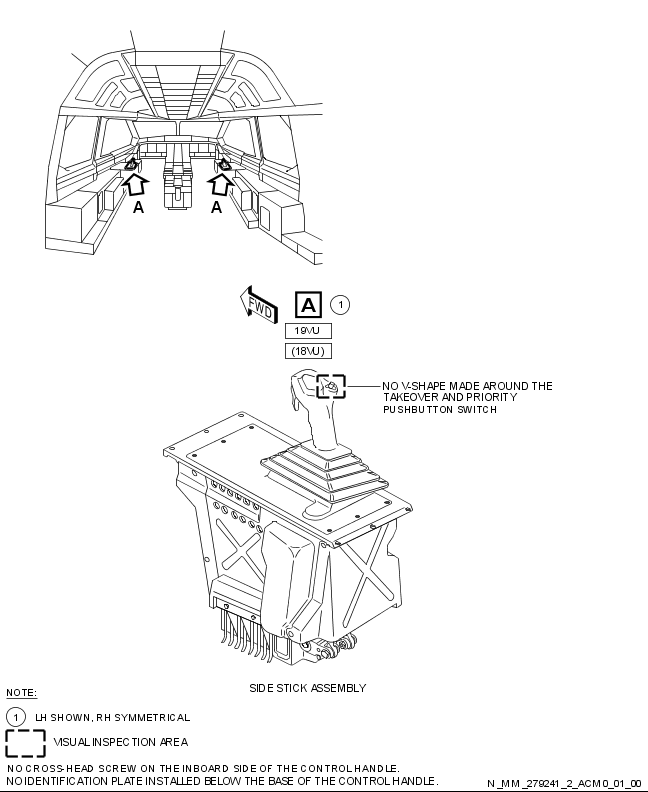 A A
FWD A 1
19VU
(18VU)
NO V-SHAPE MADE AROUND THE
TAKEOVER AND PRIORITY
PUSHBUTTON SWITCH
SIDE STICK ASSEMBLY
NOTE:
1 LH SHOWN, RH SYMMETRICAL
VISUAL INSPECTION AREA
NO CROSS-HEAD SCREW ON THE INBOARD SIDE OF THE CONTROL HANDLE.
NO IDENTIFICATION PLATE INSTALLED BELOW THE BASE OF THE CONTROL HANDLE.
N_MM_279241_2_ACM0_01_00